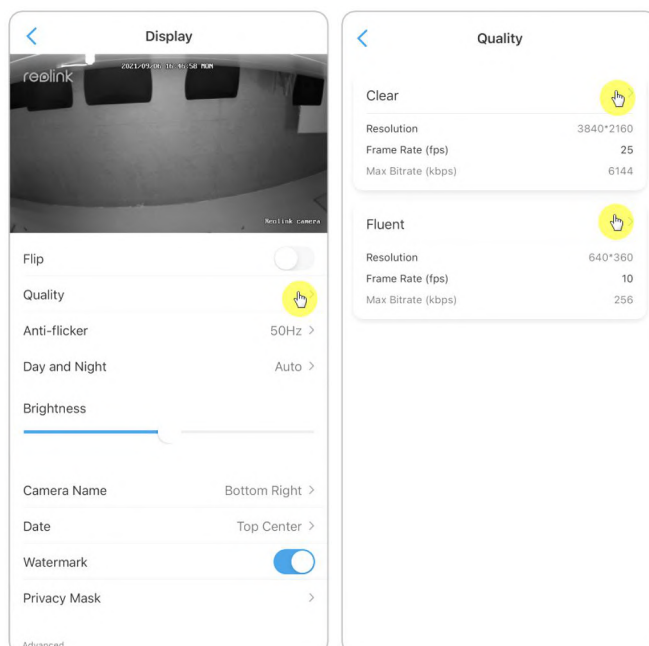 Display
reolink
2021/09/06 16:46:58 MON
Reolink camera
Flip
Quality
Anti-flicker 50Hz
Day and Night Auto
Brightness
Camera Name Bottom Right
Date Top Center
Watermark
Privacy Mask
Advanced
Quality
Clear
Resolution 3840*2160
Frame Rate (fps) 25
Max Bitrate (kbps) 6144
Fluent
Resolution 640*360
Frame Rate (fps) 10
Max Bitrate (kbps) 256